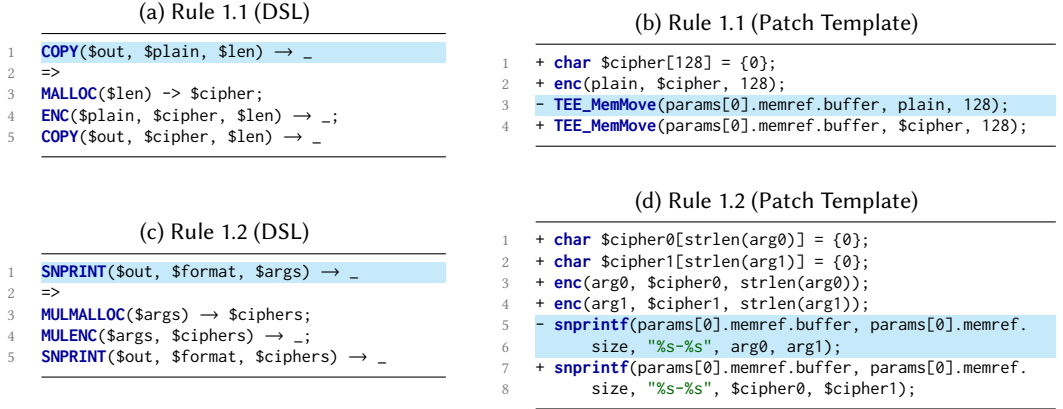 (a) Rule 1.1 (DSL)
1 COPY($out, $plain, $len) → _
2 =>
3 MALLOC($len) -> $cipher;
4 ENC($plain, $cipher, $len) → _;
5 COPY($out, $cipher, $len) → _
(b) Rule 1.1 (Patch Template)
1 + char $cipher[128] = {0};
2 + enc(plain, $cipher, 128);
3 - TEE_MemMove(params[0].memref.buffer, plain, 128);
4 + TEE_MemMove(params[0].memref.buffer, $cipher, 128);
(c) Rule 1.2 (DSL)
1 SNPRINT($out, $format, $args) → _
2 =>
3 MULMALLOC($args) → $ciphers;
4 MULENC($args, $ciphers) → _;
5 SNPRINT($out, $format, $ciphers) → _
(d) Rule 1.2 (Patch Template)
1 + char $cipher0[strlen(arg0)] = {0};
2 + char $cipher1[strlen(arg1)] = {0};
3 + enc(arg0, $cipher0, strlen(arg0));
4 + enc(arg1, $cipher1, strlen(arg1));
5 - snprintf(params[0].memref.buffer, params[0].memref.
6 size, "%s-%s", arg0, arg1);
7 + snprintf(params[0].memref.buffer, params[0].memref.
8 size, "%s-%s", $cipher0, $cipher1);